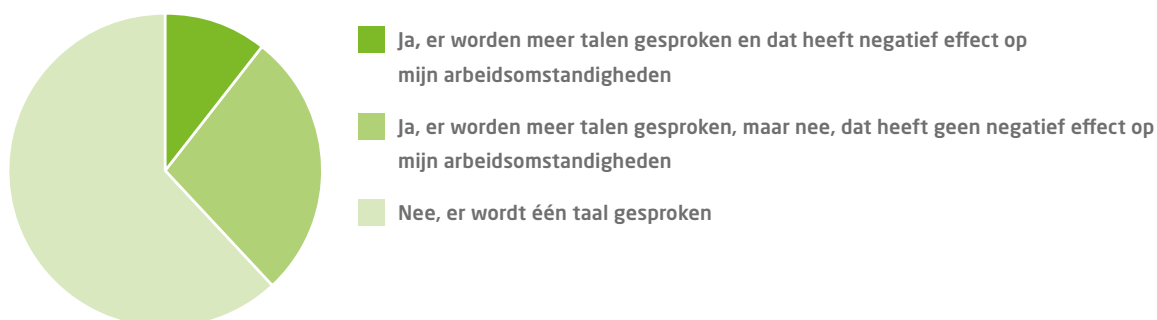 Ja, er worden meer talen gesproken en dat heeft negatief effect op
mijn arbeidsomstandigheden
Ja, er worden meer talen gesproken, maar nee, dat heeft geen negatief effect op
mijn arbeidsomstandigheden
Nee, er wordt één taal gesproken